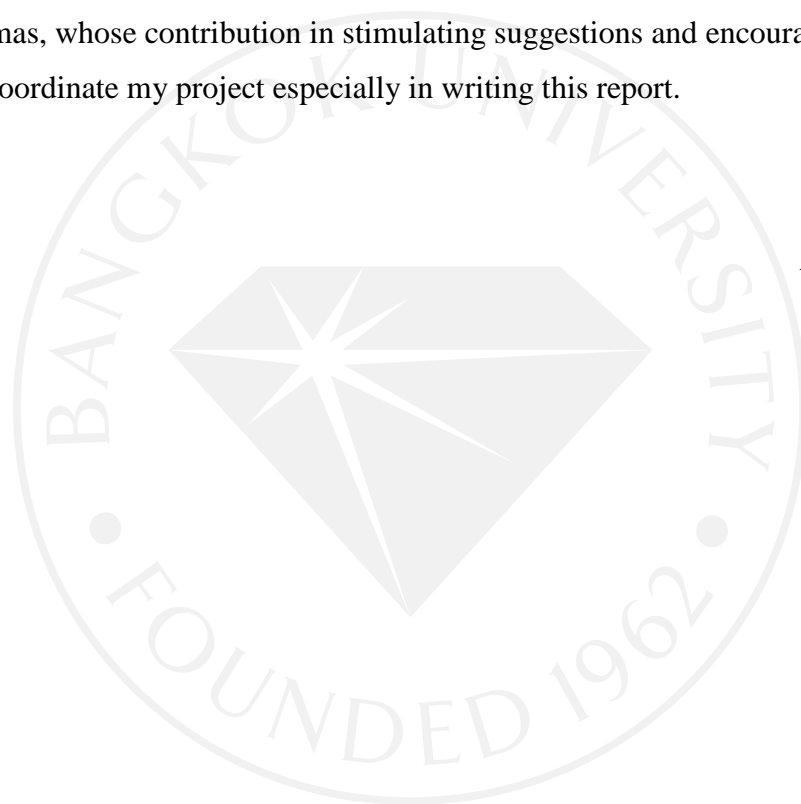 mas, whose contribution in stimulating suggestions and encoura
oordinate my project especially in writing this report.
BANGKOK UNIVERSITY
FOUNDED 1962